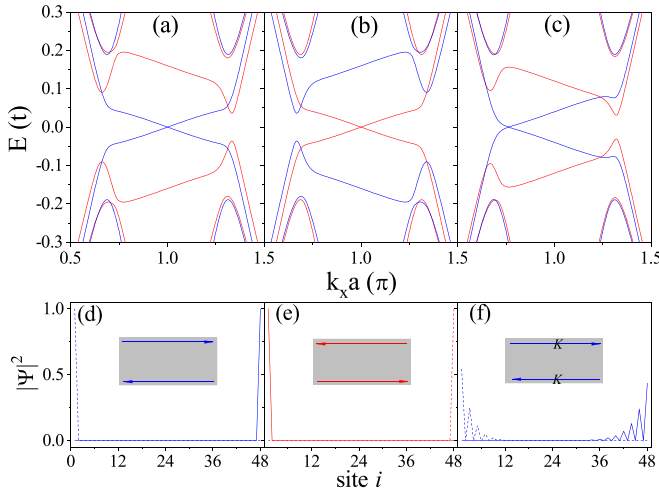 (a) (b) (c)
0.3
0.2
0.1
0.0
-0.1
-0.2
-0.3
E (t)
0.5 1.0 1.5 1.0 1.5 1.0 1.5
kₓa (π)
(d) (e) (f)
1.0
0.5
0.0
|Ψ|²
K
K
0 12 24 36 48 12 24 36 48 12 24 36 48
site i